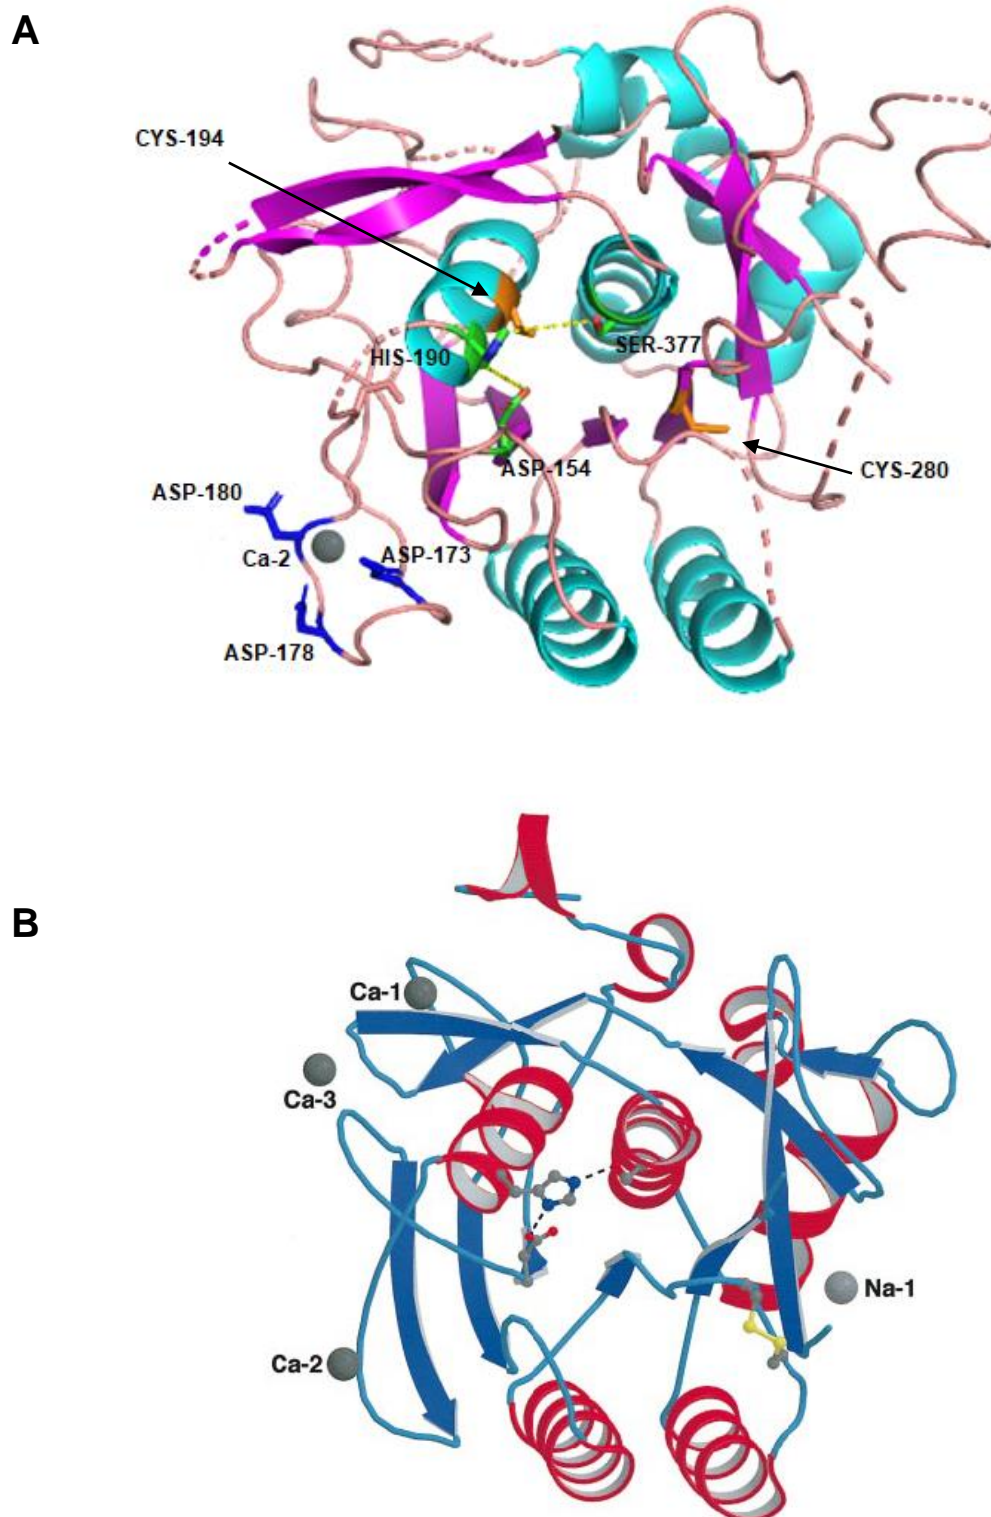 A
CYS-194
HIS-190
SER-377
ASP-154
CYS-280
ASP-180
Ca-2
ASP-173
ASP-178
B
Ca-1
Ca-3
Na-1
Ca-2